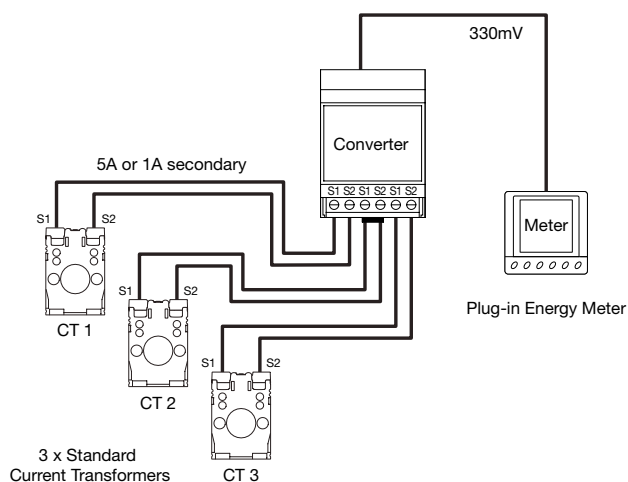 330mV
Converter
5A or 1A secondary
S1 S2 S1 S2 S1 S2
S1 S2
Meter
CT 1
S1 S2
Plug-in Energy Meter
CT 2
S1 S2
3 x Standard
Current Transformers
CT 3